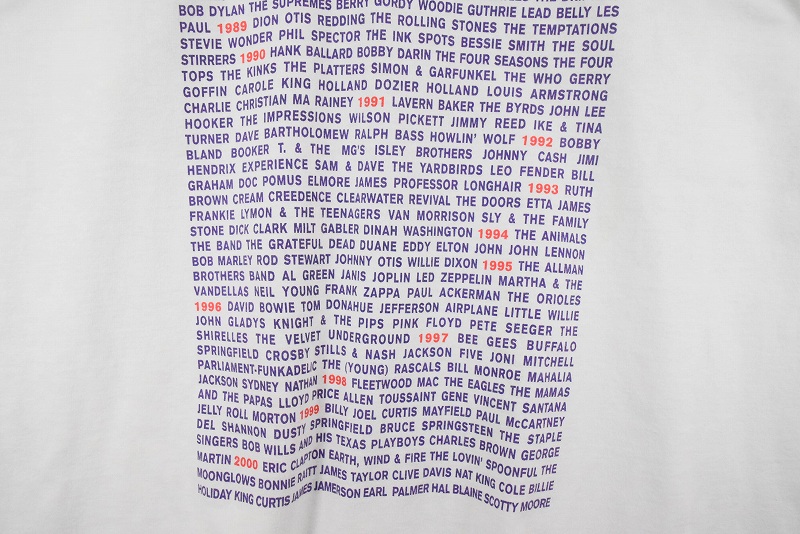 BOB DYLAN THE SUPREMES BERRY GORDY WOODIE GUTHRIE LEAD BELLY LES
PAUL 1989 DION OTIS REDDING THE ROLLING STONES THE TEMPTATIONS
STEVIE WONDER PHIL SPECTOR THE INK SPOTS BESSIE SMITH THE SOUL
STIRRERS 1990 HANK BALLARD BOBBY DARIN THE FOUR SEASONS THE FOUR
TOPS THE KINKS THE PLATTERS SIMON & GARFUNKEL THE WHO GERRY
GOFFIN CAROLE KING HOLLAND DOZIER HOLLAND LOUIS ARMSTRONG
CHARLIE CHRISTIAN MA RAINEY 1991 LAVERN BAKER THE BYRDS JOHN LEE
HOOKER THE IMPRESSIONS WILSON PICKETT JIMMY REED IKE & TINA
TURNER DAVE BARTHOLOMEW RALPH BASS HOWLIN' WOLF 1992 BOBBY
BLAND BOOKER T. & THE MG'S ISLEY BROTHERS JOHNNY CASH JIMI
HENDRIX EXPERIENCE SAM & DAVE THE YARDBIRDS LEO FENDER BILL
GRAHAM DOC POMUS ELMORE JAMES PROFESSOR LONGHAIR 1993 RUTH
BROWN CREAM CREEDENCE CLEARWATER REVIVAL THE DOORS ETTA JAMES
FRANKIE LYMON & THE TEENAGERS VAN MORRISON SLY & THE FAMILY
STONE DICK CLARK MILT GABLER DINAH WASHINGTON 1994 THE ANIMALS
THE BAND THE GRATEFUL DEAD DUANE EDDY ELTON JOHN JOHN LENNON
BOB MARLEY ROD STEWART JOHNNY OTIS WILLIE DIXON 1995 THE ALLMAN
BROTHERS BAND AL GREEN JANIS JOPLIN LED ZEPPELIN MARTHA & THE
VANDELLAS NEIL YOUNG FRANK ZAPPA PAUL ACKERMAN THE ORIOLES
1996 DAVID BOWIE TOM DONAHUE JEFFERSON AIRPLANE LITTLE WILLIE
JOHN GLADYS KNIGHT & THE PIPS PINK FLOYD PETE SEEGER THE
SHIRELLES THE VELVET UNDERGROUND 1997 BEE GEES BUFFALO
SPRINGFIELD CROSBY STILLS & NASH JACKSON FIVE JONI MITCHELL
PARLIAMENT-FUNKADELIC THE (YOUNG) RASCALS BILL MONROE MAHALIA
JACKSON SYDNEY NATHAN 1998 FLEETWOOD MAC THE EAGLES THE MAMAS
AND THE PAPAS LLOYD PRICE ALLEN TOUSSAINT GENE VINCENT SANTANA
JELLY ROLL MORTON 1999 BILLY JOEL CURTIS MAYFIELD PAUL McCARTNEY
DEL SHANNON DUSTY SPRINGFIELD BRUCE SPRINGSTEEN THE STAPLE
SINGERS BOB WILLS AND HIS TEXAS PLAYBOYS CHARLES BROWN GEORGE
MARTIN 2000 ERIC CLAPTON EARTH, WIND & FIRE THE LOVIN' SPOONFUL THE
MOONGLOWS BONNIE RAITT JAMES TAYLOR CLIVE DAVIS NAT KING COLE BILLIE
HOLIDAY KING CURTIS JAMES JAMERSON EARL PALMER HAL BLAINE SCOTTY MOORE